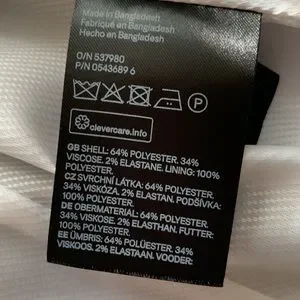 Made in Bangladesh
Fabriqué en Bangladesh
Hecho en Bangladesh
O/N 537980
P/N 0543689 6
P
clevercare.info
GB SHELL: 64% POLYESTER. 34%
VISCOSE. 2% ELASTANE. LINING: 100%
POLYESTER.
CZ SVRCHNÍ LÁTKA: 64% POLYESTER.
34% VISKÓZA. 2% ELASTAN. PODŠÍVKA:
100% POLYESTER.
DE OBERMATERIAL: 64% POLYESTER.
34% VISKOSE. 2% ELASTHAN. FUTTER:
100% POLYESTER.
EE ÜMBRIS: 64% POLÜESTER. 34%
VISKOOS. 2% ELASTAAN. VOODER: